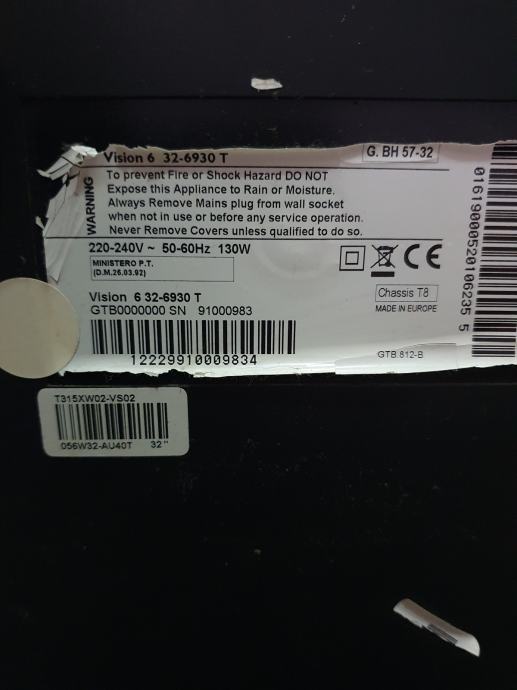 Vision 6 32-6930 T
G. BH 57-32
WARNING
To prevent Fire or Shock Hazard DO NOT
Expose this Appliance to Rain or Moisture.
Always Remove Mains plug from wall socket
when not in use or before any service operation.
Never Remove Covers unless qualified to do so.
220-240V ~ 50-60Hz 130W
MINISTERO P.T.
(D.M,26.03.92)
CE
Vision 6 32-6930 T
GTB0000000 SN 91000983
12229910009834
Chassis T8
MADE IN EUROPE
GTB 812-B
0161900052010 6235 5
T315XW02-VS02
056W32-AU40T 32"